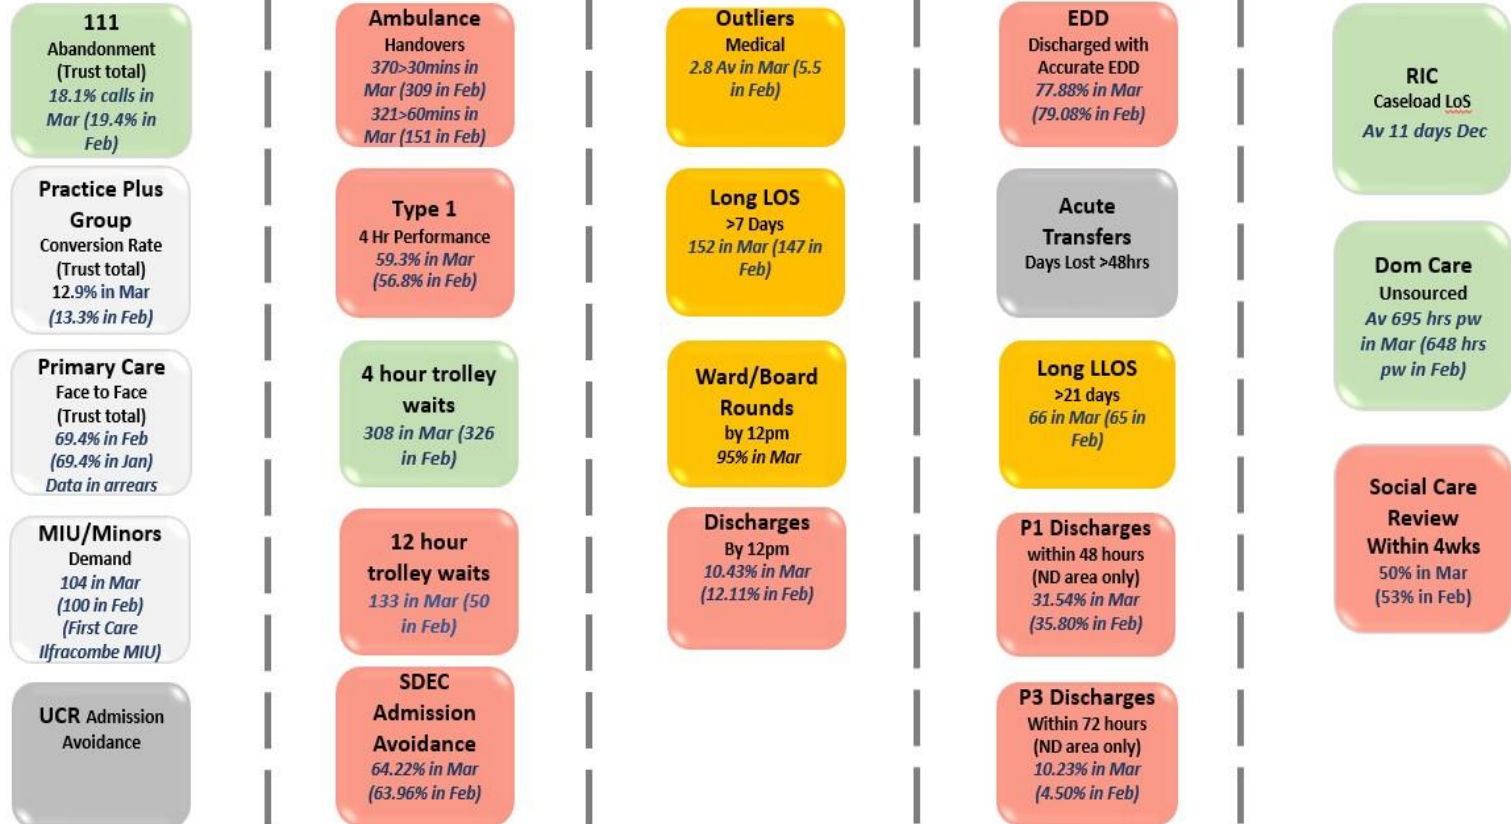 111
Abandonment
(Trust total)
18.1% calls in
Mar (19.4% in
Feb)
Practice Plus
Group
Conversion Rate
(Trust total)
12.9% in Mar
(13.3% in Feb)
Primary Care
Face to Face
(Trust total)
69.4% in Feb
(69.4% in Jan)
Data in arrears
MIU/Minors
Demand
104 in Mar
(100 in Feb)
(First Care
Ilfracombe MIU)
UCR Admission
Avoidance
Ambulance
Handovers
370>30mins in
Mar (309 in Feb)
321>60mins in
Mar (151 in Feb)
Type 1
4 Hr Performance
59.3% in Mar
(56.8% in Feb)
4 hour trolley
waits
308 in Mar (326
in Feb)
12 hour
trolley waits
133 in Mar (50
in Feb)
SDEC
Admission
Avoidance
64.22% in Mar
(63.96% in Feb)
Outliers
Medical
2.8 Av in Mar (5.5
in Feb)
Long LOS
>7 Days
152 in Mar (147 in
Feb)
Ward/Board
Rounds
by 12pm
95% in Mar
Discharges
By 12pm
10.43% in Mar
(12.11% in Feb)
EDD
Discharged with
Accurate EDD
77.88% in Mar
(79.08% in Feb)
Acute
Transfers
Days Lost >48hrs
Long LLOS
>21 days
66 in Mar (65 in
Feb)
P1 Discharges
within 48 hours
(ND area only)
31.54% in Mar
(35.80% in Feb)
P3 Discharges
Within 72 hours
(ND area only)
10.23% in Mar
(4.50% in Feb)
RIC
Caseload LoS
Av 11 days Dec
Dom Care
Unsourced
Av 695 hrs pw
in Mar (648 hrs
pw in Feb)
Social Care
Review
Within 4wks
50% in Mar
(53% in Feb)